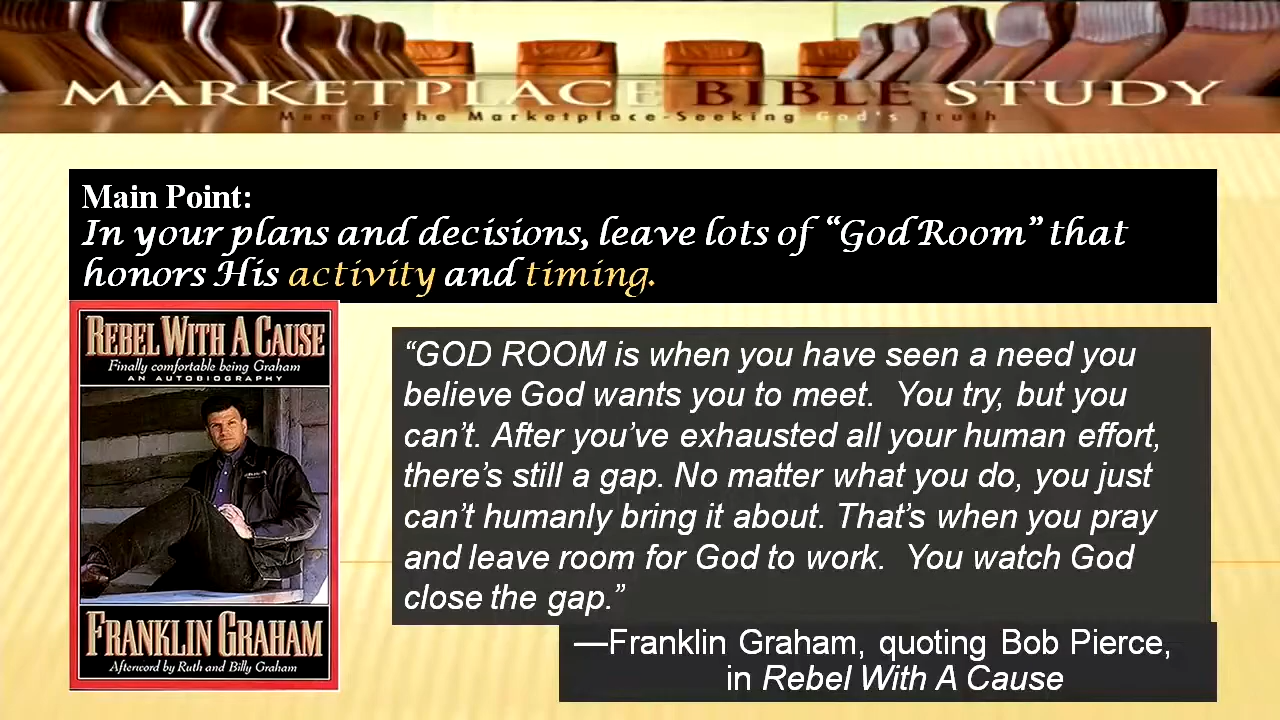 MARKETPLACE BIBLE STUDY
Men of the Marketplace-Seeking God's Truth
Main Point:
In your plans and decisions, leave lots of “God Room” that
honors His activity and timing.
REBEL WITH A CAUSE
Finally comfortable being Graham
AN AUTOBIOGRAPHY
FRANKLIN GRAHAM
Afterword by Ruth and Billy Graham
“GOD ROOM is when you have seen a need you
believe God wants you to meet.  You try, but you
can’t. After you’ve exhausted all your human effort,
there’s still a gap. No matter what you do, you just
can’t humanly bring it about. That’s when you pray
and leave room for God to work.  You watch God
close the gap.”
—Franklin Graham, quoting Bob Pierce,
in Rebel With A Cause